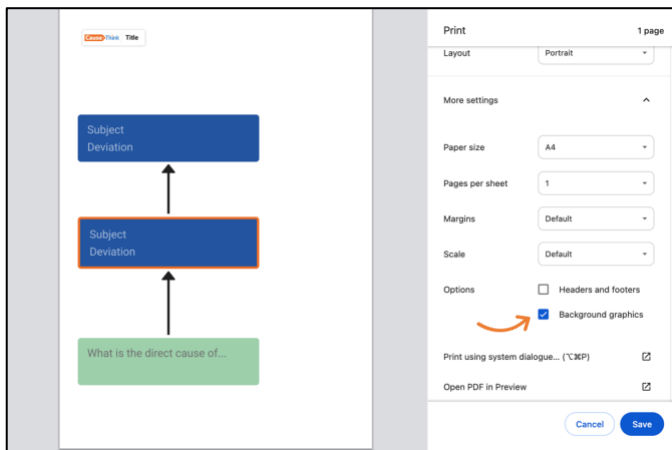 CauseThink Title
Subject
Deviation
Subject
Deviation
What is the direct cause of...
Print 1 page
Layout Portrait
More settings
Paper size A4
Pages per sheet 1
Margins Default
Scale Default
Options Headers and footers
Background graphics
Print using system dialogue... (⌥⌘P)
Open PDF in Preview
Cancel Save